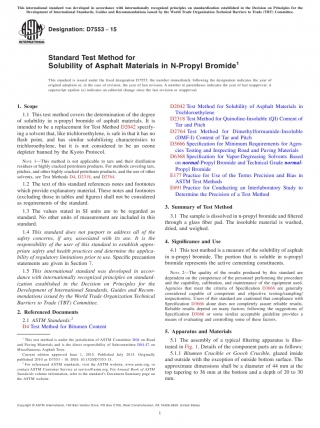 This international standard was developed in accordance with internationally recognized principles on standardization established in the Decision on Principles for the
Development of International Standards, Guides and Recommendations issued by the World Trade Organization Technical Barriers to Trade (TBT) Committee.
Designation: D7553 − 15
INTERNATIONAL
Standard Test Method for
Solubility of Asphalt Materials in N-Propyl Bromide1
This standard is issued under the fixed designation D7553; the number immediately following the designation indicates the year of
original adoption or, in the case of revision, the year of last revision. A number in parentheses indicates the year of last reapproval. A
superscript epsilon (ε) indicates an editorial change since the last revision or reapproval.
1. Scope
1.1 This test method covers the determination of the degree
of solubility in n-propyl bromide of asphalt materials. It is
intended to be a replacement for Test Method D2042 specify-
ing a solvent that, like trichloroethylene, is safe in that it has no
flash point, and has similar solubilizing characteristics to
trichloroethylene, but it is not considered to be as ozone
depleter banned by the Kyoto Protocol.
NOTE 1—This method is not applicable to tars and their distillation
residues or highly cracked petroleum products. For methods covering tars,
pitches, and other highly cracked petroleum products, and the use of other
solvents, see Test Methods D4, D2318, and D2764.
1.2 The text of this standard references notes and footnotes
which provide explanatory material. These notes and footnotes
(excluding those in tables and figures) shall not be considered
as requirements of the standard.
1.3 The values stated in SI units are to be regarded as
standard. No other units of measurement are included in this
standard.
1.4 This standard does not purport to address all of the
safety concerns, if any, associated with its use. It is the
responsibility of the user of this standard to establish appro-
priate safety and health practices and determine the applica-
bility of regulatory limitations prior to use. Specific precaution
statements are given in Section 7.
1.5 This international standard was developed in accor-
dance with internationally recognized principles on standard-
ization established in the Decision on Principles for the
Development of International Standards, Guides and Recom-
mendations issued by the World Trade Organization Technical
Barriers to Trade (TBT) Committee.
2. Referenced Documents
2.1 ASTM Standards:2
D4 Test Method for Bitumen Content
1 This test method is under the jurisdiction of ASTM Committee D04 on Road
and Paving Materials and is the direct responsibility of Subcommittee D04.47 on
Miscellaneous Asphalt Tests.
Current edition approved June 1, 2015. Published July 2015. Originally
published 2010 as D7553 – 10. DOI: 10.1520/D7553-15.
2 For referenced ASTM standards, visit the ASTM website, www.astm.org, or
contact ASTM Customer Service at service@astm.org. For Annual Book of ASTM
Standards volume information, refer to the standard's Document Summary page on
the ASTM website.
D2042 Test Method for Solubility of Asphalt Materials in
Trichloroethylene
D2318 Test Method for Quinoline-Insoluble (QI) Content of
Tar and Pitch
D2764 Test Method for Dimethylformamide-Insoluble
(DMF-I) Content of Tar and Pitch
D3666 Specification for Minimum Requirements for Agen-
cies Testing and Inspecting Road and Paving Materials
D6368 Specification for Vapor-Degreasing Solvents Based
on normal-Propyl Bromide and Technical Grade normal-
Propyl Bromide
E177 Practice for Use of the Terms Precision and Bias in
ASTM Test Methods
E691 Practice for Conducting an Interlaboratory Study to
Determine the Precision of a Test Method
3. Summary of Test Method
3.1 The sample is dissolved in n-propyl bromide and filtered
through a glass fiber pad. The insoluble material is washed,
dried, and weighed.
4. Significance and Use
4.1 This test method is a measure of the solubility of asphalt
in n-propyl bromide. The portion that is soluble in n-propyl
bromide represents the active cementing constituents.
NOTE 2—The quality of the results produced by this standard are
dependent on the competence of the personnel performing the procedure
and the capability, calibration, and maintenance of the equipment used.
Agencies that meet the criteria of Specification D3666 are generally
considered capable of competent and objective testing/sampling/
inspection/etc. Users of this standard are cautioned that compliance with
Specification D3666 alone does not completely assure reliable results.
Reliable results depend on many factors; following the suggestions of
Specification D3666 or some similar acceptable guideline provides a
means of evaluating and controlling some of those factors.
5. Apparatus and Materials
5.1 The assembly of a typical filtering apparatus is illus-
trated in Fig. 1. Details of the component parts are as follows:
5.1.1 Crucible or Gooch Crucible, glazed inside
and outside with the exception of outside bottom surface. The
approximate dimensions shall be a diameter of 44 mm at the
top tapering to 36 mm at the bottom and a depth of 20 to 30
mm.
Copyright © ASTM International, 100 Barr Harbor Drive, PO Box C700, West Conshohocken, PA 19428-2959. United States
1